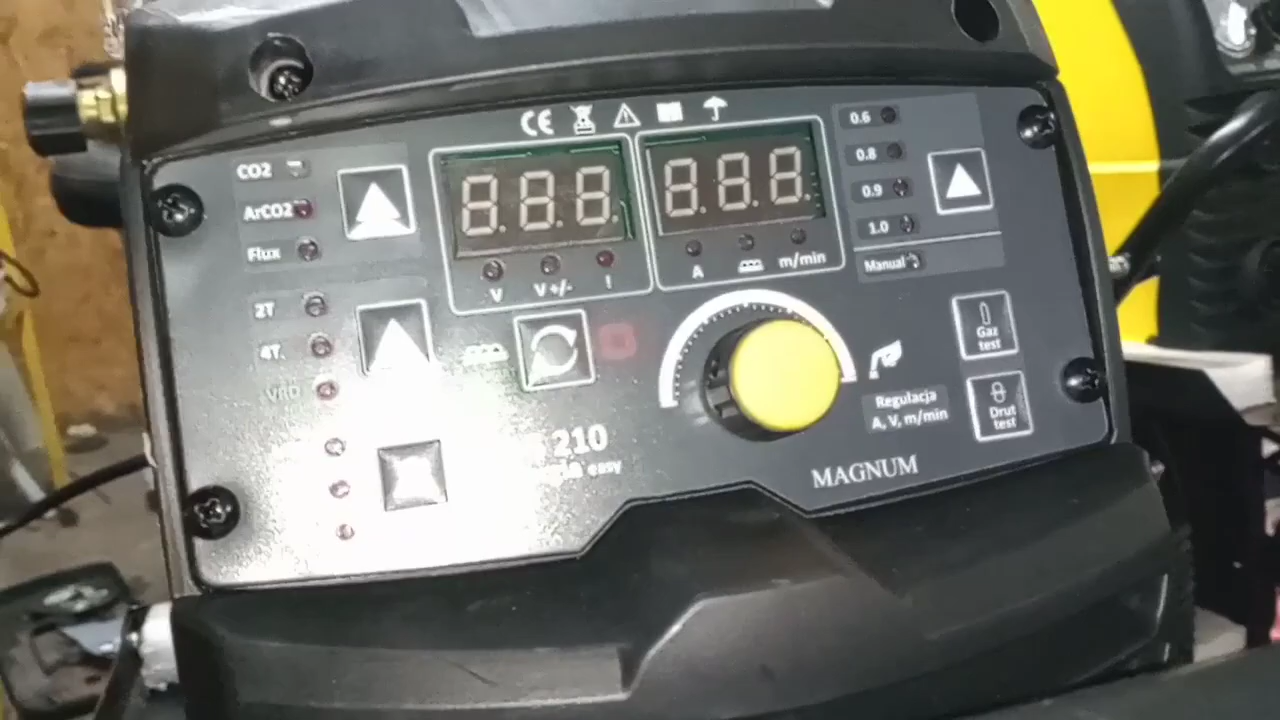 CE
CO2
ArCO2
Flux
2T
4T.
VRD
V
V+/-
!
A
m/min
0.6
0.8
0.9
1.0
Manual
Gaz
test
Drut
test
Regulacja
A, V, m/min
210
easy
MAGNUM